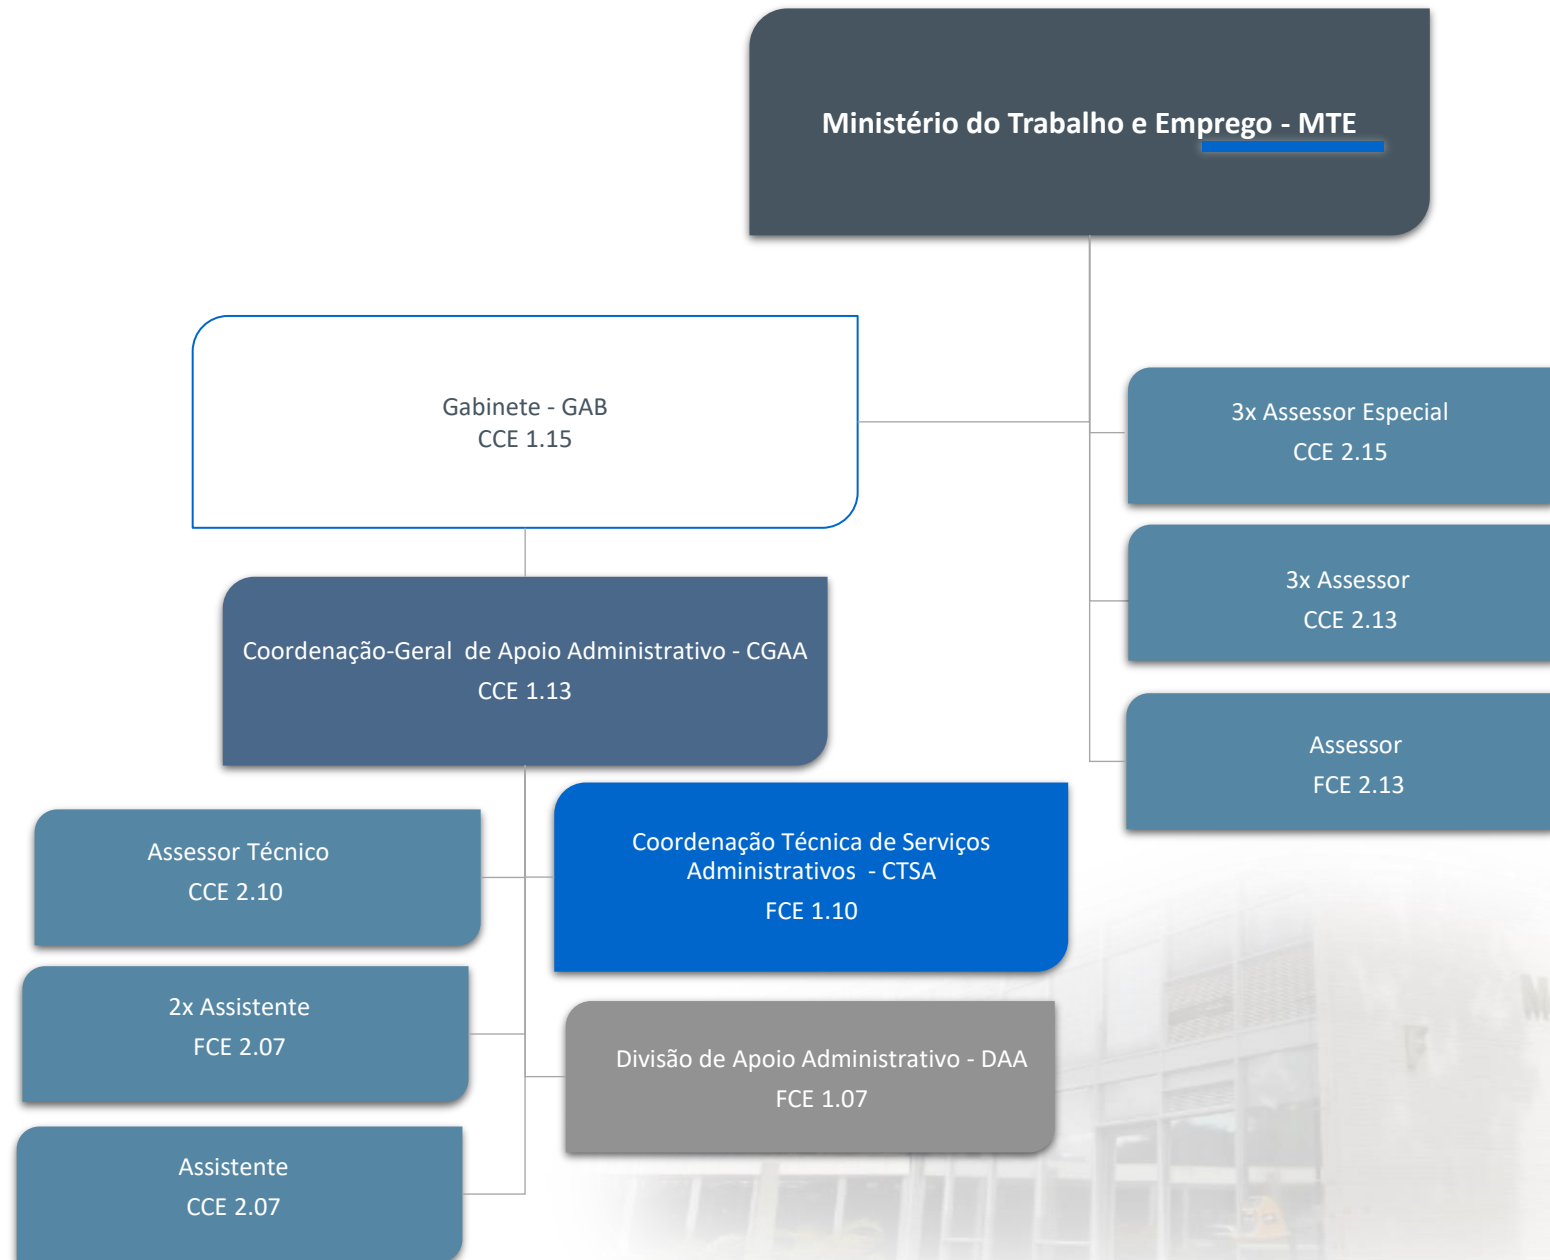 Ministério do Trabalho e Emprego - MTE
Gabinete - GAB
CCE 1.15
3x Assessor Especial
CCE 2.15
3x Assessor
CCE 2.13
Coordenação-Geral  de Apoio Administrativo - CGAA
CCE 1.13
Assessor
FCE 2.13
Assessor Técnico
CCE 2.10
Coordenação Técnica de Serviços
Administrativos  - CTSA
FCE 1.10
2x Assistente
FCE 2.07
Divisão de Apoio Administrativo - DAA
FCE 1.07
Assistente
CCE 2.07